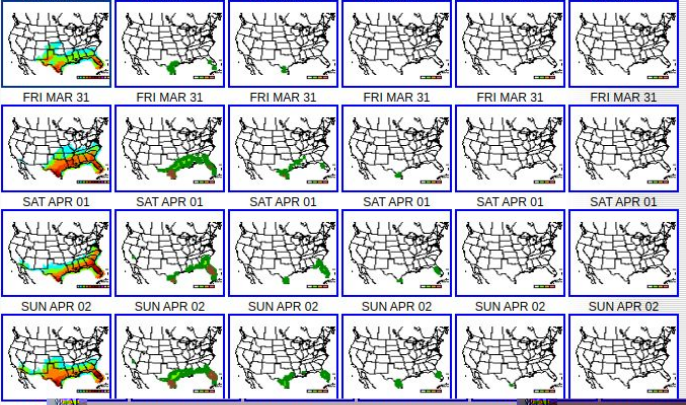 FRI MAR 31 FRI MAR 31 FRI MAR 31 FRI MAR 31 FRI MAR 31 FRI MAR 31
SAT APR 01 SAT APR 01 SAT APR 01 SAT APR 01 SAT APR 01 SAT APR 01
SUN APR 02 SUN APR 02 SUN APR 02 SUN APR 02 SUN APR 02 SUN APR 02